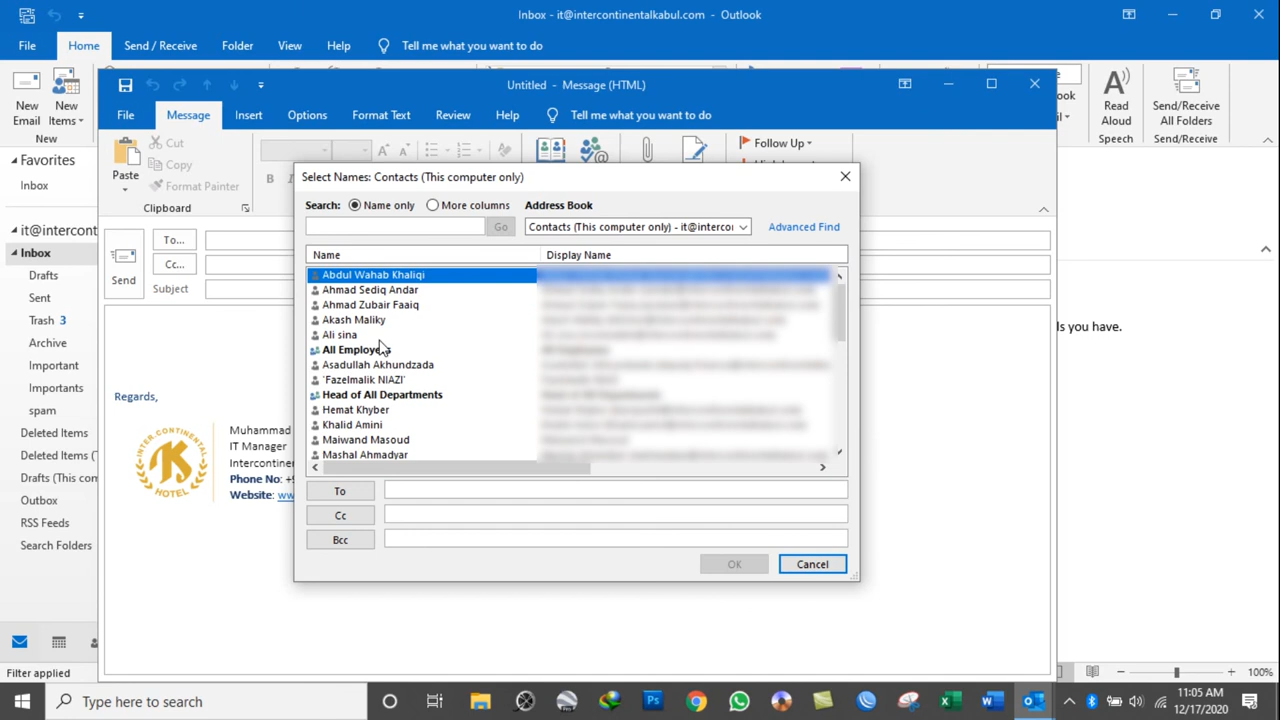 Inbox - it@intercontinentalkabul.com - Outlook
File Home Send / Receive Folder View Help Tell me what you want to do
New Email
New Items
New
Read Aloud
Speech
Send/Receive All Folders
Send/Receive
Favorites
Inbox
it@intercont
Inbox
Drafts
Sent
Trash 3
Archive
Important
Importants
spam
Deleted Items
Deleted Items (T
Drafts (This com
Outbox
RSS Feeds
Search Folders
Untitled - Message (HTML)
File Message Insert Options Format Text Review Help Tell me what you want to do
Paste
Cut
Copy
Format Painter
Clipboard
Follow Up
To...
Cc...
Subject
Send
ls you have.
Regards,
INTER.CONTINENTAL
K
HOTEL
Muhammad
IT Manager
Intercontine
Phone No: +9
Website: ww
Select Names: Contacts (This computer only)
Search: Name only More columns Address Book
Go Contacts (This computer only) - it@interco Advanced Find
Name Display Name
Abdul Wahab Khaliqi
Ahmad Sediq Andar
Ahmad Zubair Faaiq
Akash Maliky
Ali sina
All Employees
Asadullah Akhundzada
'Fazelmalik NIAZI'
Head of All Departments
Hemat Khyber
Khalid Amini
Maiwand Masoud
Mashal Ahmadyar
To
Cc
Bcc
OK Cancel
Filter applied
100%
Type here to search
11:05 AM
12/17/2020